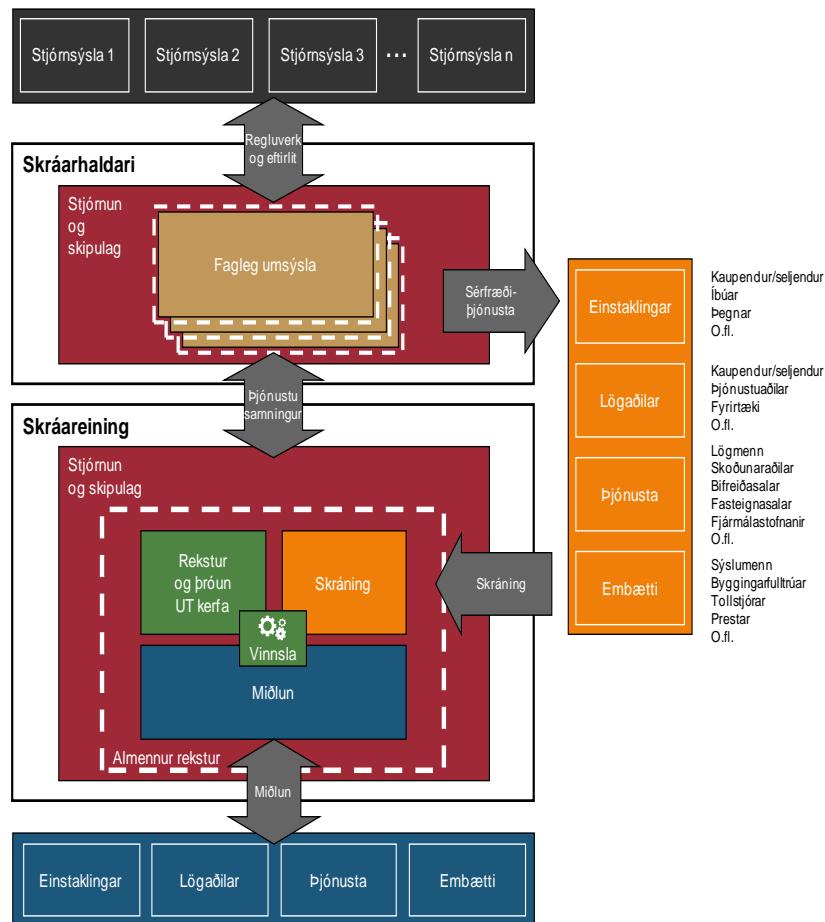 Stjórnsýsla 1
Stjórnsýsla 2
Stjórnsýsla 3
...
Stjórnsýsla n
Regluverk
og eftirlit
Skráarhaldari
Stjórnun
og
skipulag
Fagleg umsýsla
Sérfræði-
þjónusta
Einstaklingar
Kaupendur/seljendur
Íbúar
Þegnar
O.fl.
Lögaðilar
Kaupendur/seljendur
Þjónustuaðilar
Fyrirtæki
O.fl.
Þjónusta
Lögmenn
Skoðunaraðilar
Bifreiðasalar
Fasteignasalar
Fjármálastofnanir
O.fl.
Embætti
Sýslumenn
Byggingarfulltrúar
Tollstjórar
Prestar
O.fl.
Þjónustu
samningur
Skráareining
Stjórnun
og skipulag
Rekstur
og þróun
UT kerfa
Skráning
Skráning
Vinnsla
Miðlun
Almennur rekstur
Miðlun
Einstaklingar
Lögaðilar
Þjónusta
Embætti